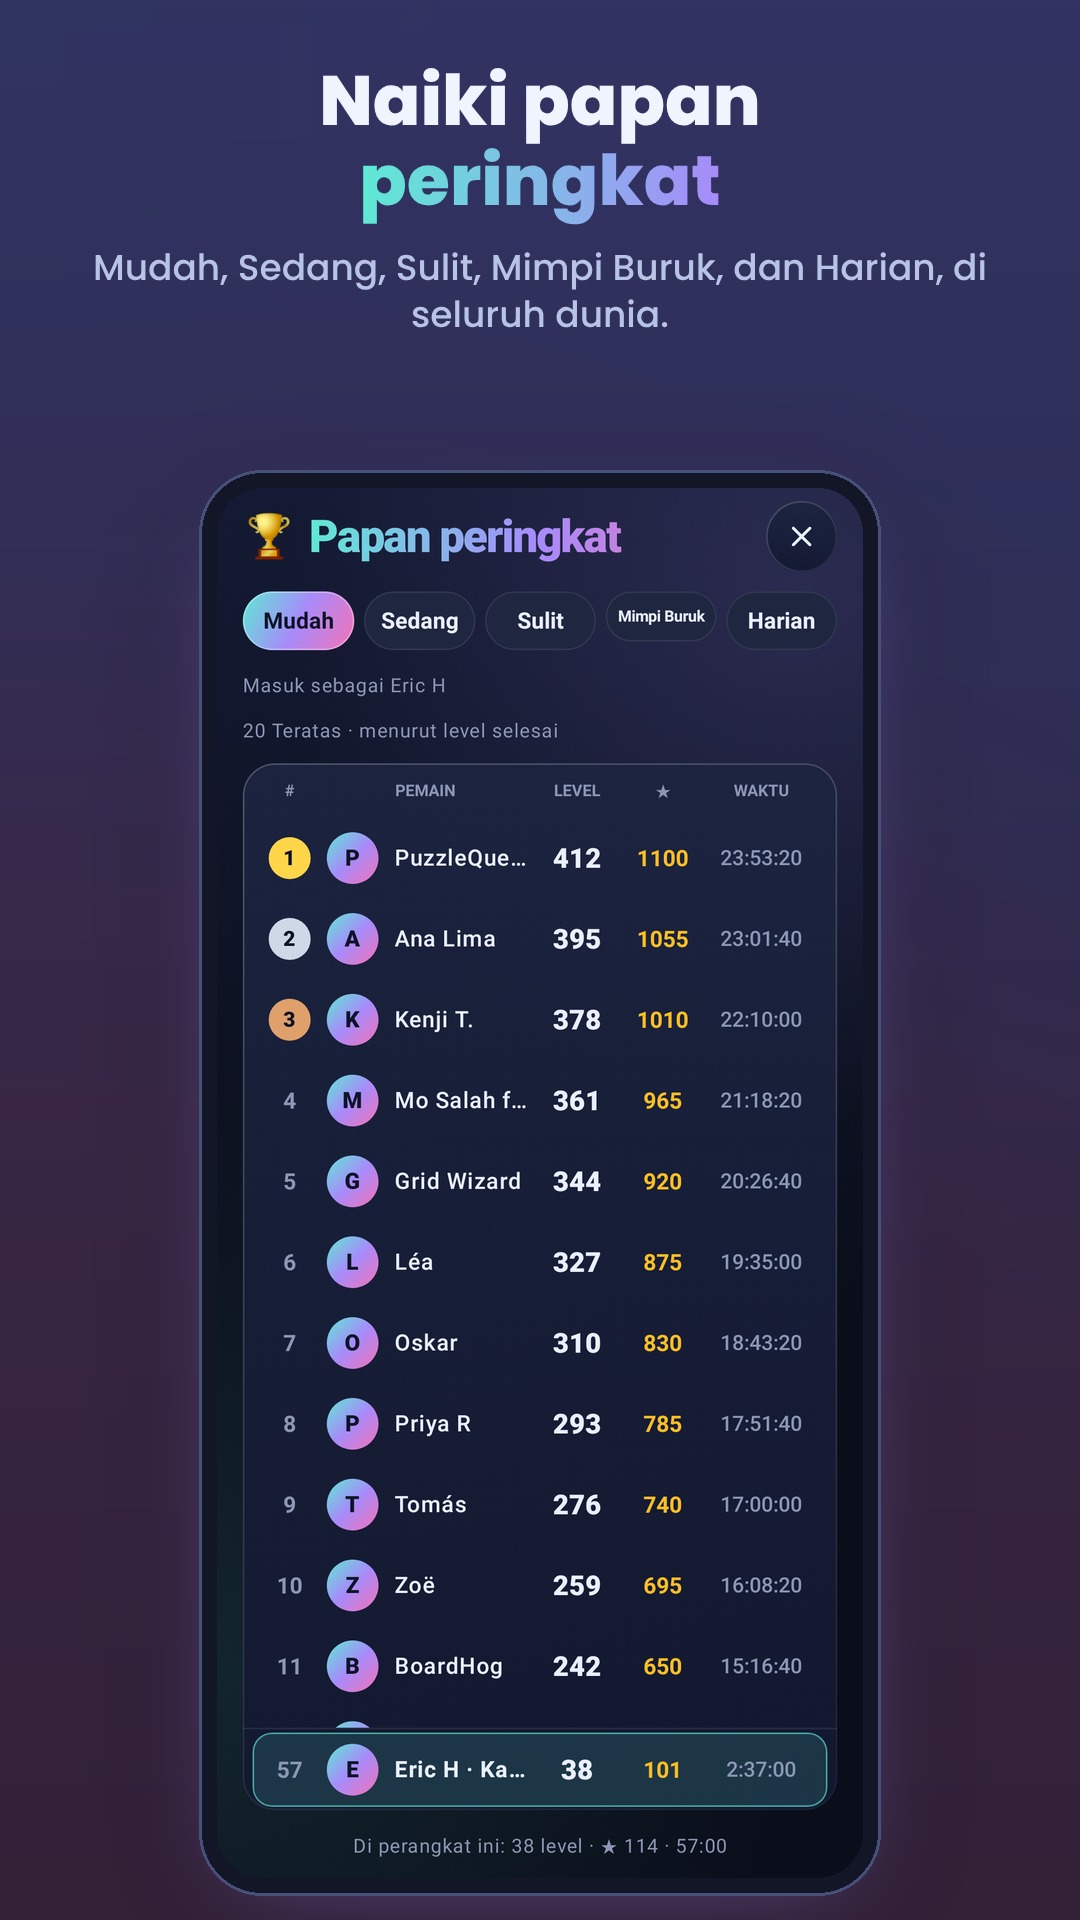 Naiki papan
peringkat
Mudah, Sedang, Sulit, Mimpi Buruk, dan Harian, di
seluruh dunia.
🏆 Papan peringkat ✕
Mudah Sedang Sulit Mimpi Buruk Harian
Masuk sebagai Eric H
20 Teratas · menurut level selesai
# PEMAIN LEVEL ★ WAKTU
1 P PuzzleQue... 412 1100 23:53:20
2 A Ana Lima 395 1055 23:01:40
3 K Kenji T. 378 1010 22:10:00
4 M Mo Salah f... 361 965 21:18:20
5 G Grid Wizard 344 920 20:26:40
6 L Léa 327 875 19:35:00
7 O Oskar 310 830 18:43:20
8 P Priya R 293 785 17:51:40
9 T Tomás 276 740 17:00:00
10 Z Zoë 259 695 16:08:20
11 B BoardHog 242 650 15:16:40
57 E Eric H · Ka... 38 101 2:37:00
Di perangkat ini: 38 level · ★ 114 · 57:00